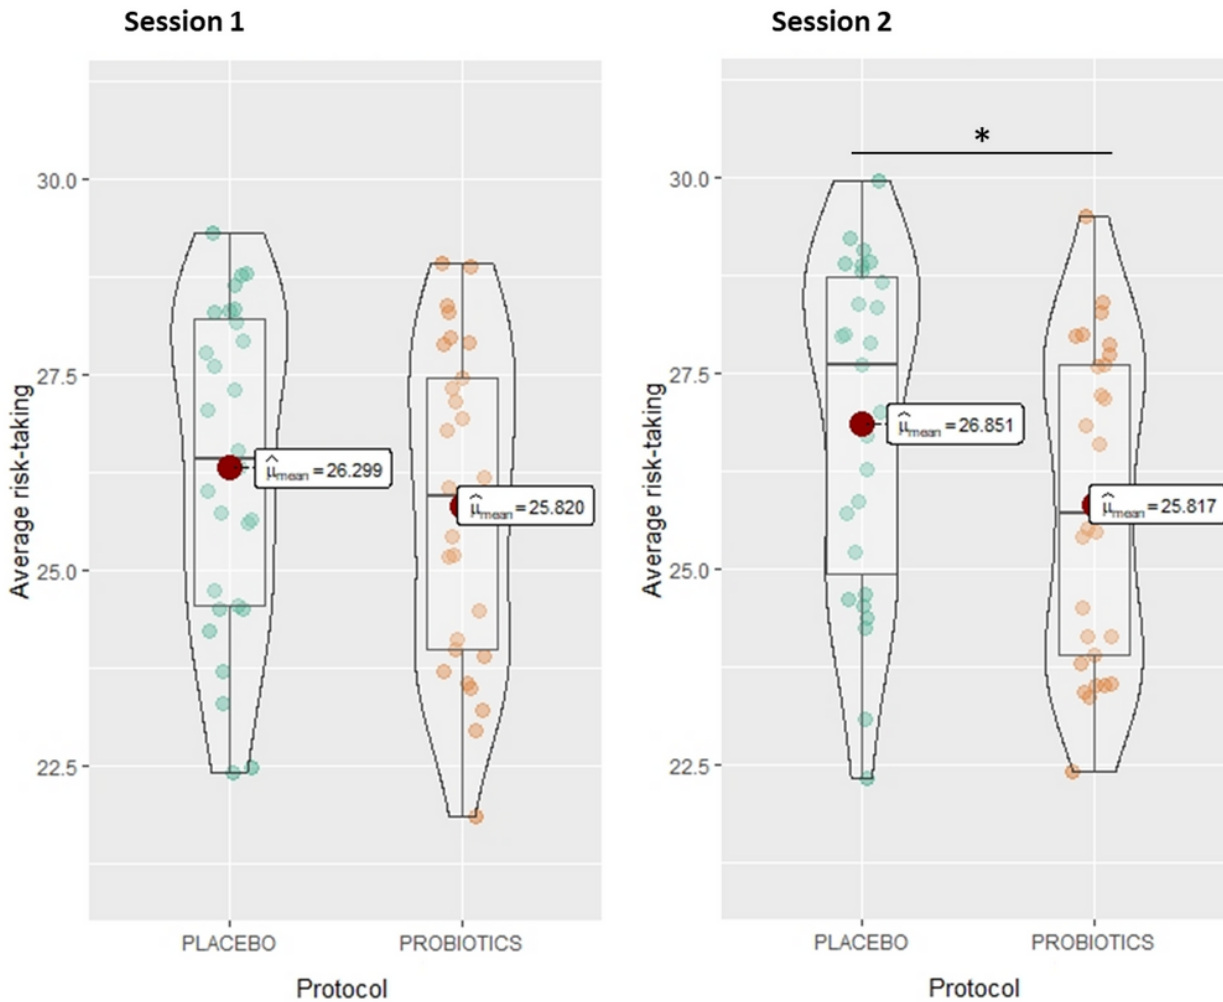 Session 1
Session 2
*
30.0
27.5
25.0
22.5
Average risk-taking
μ̂mean = 26.299
μ̂mean = 25.820
PLACEBO
PROBIOTICS
Protocol
30.0
27.5
25.0
22.5
Average risk-taking
μ̂mean = 26.851
μ̂mean = 25.817
PLACEBO
PROBIOTICS
Protocol